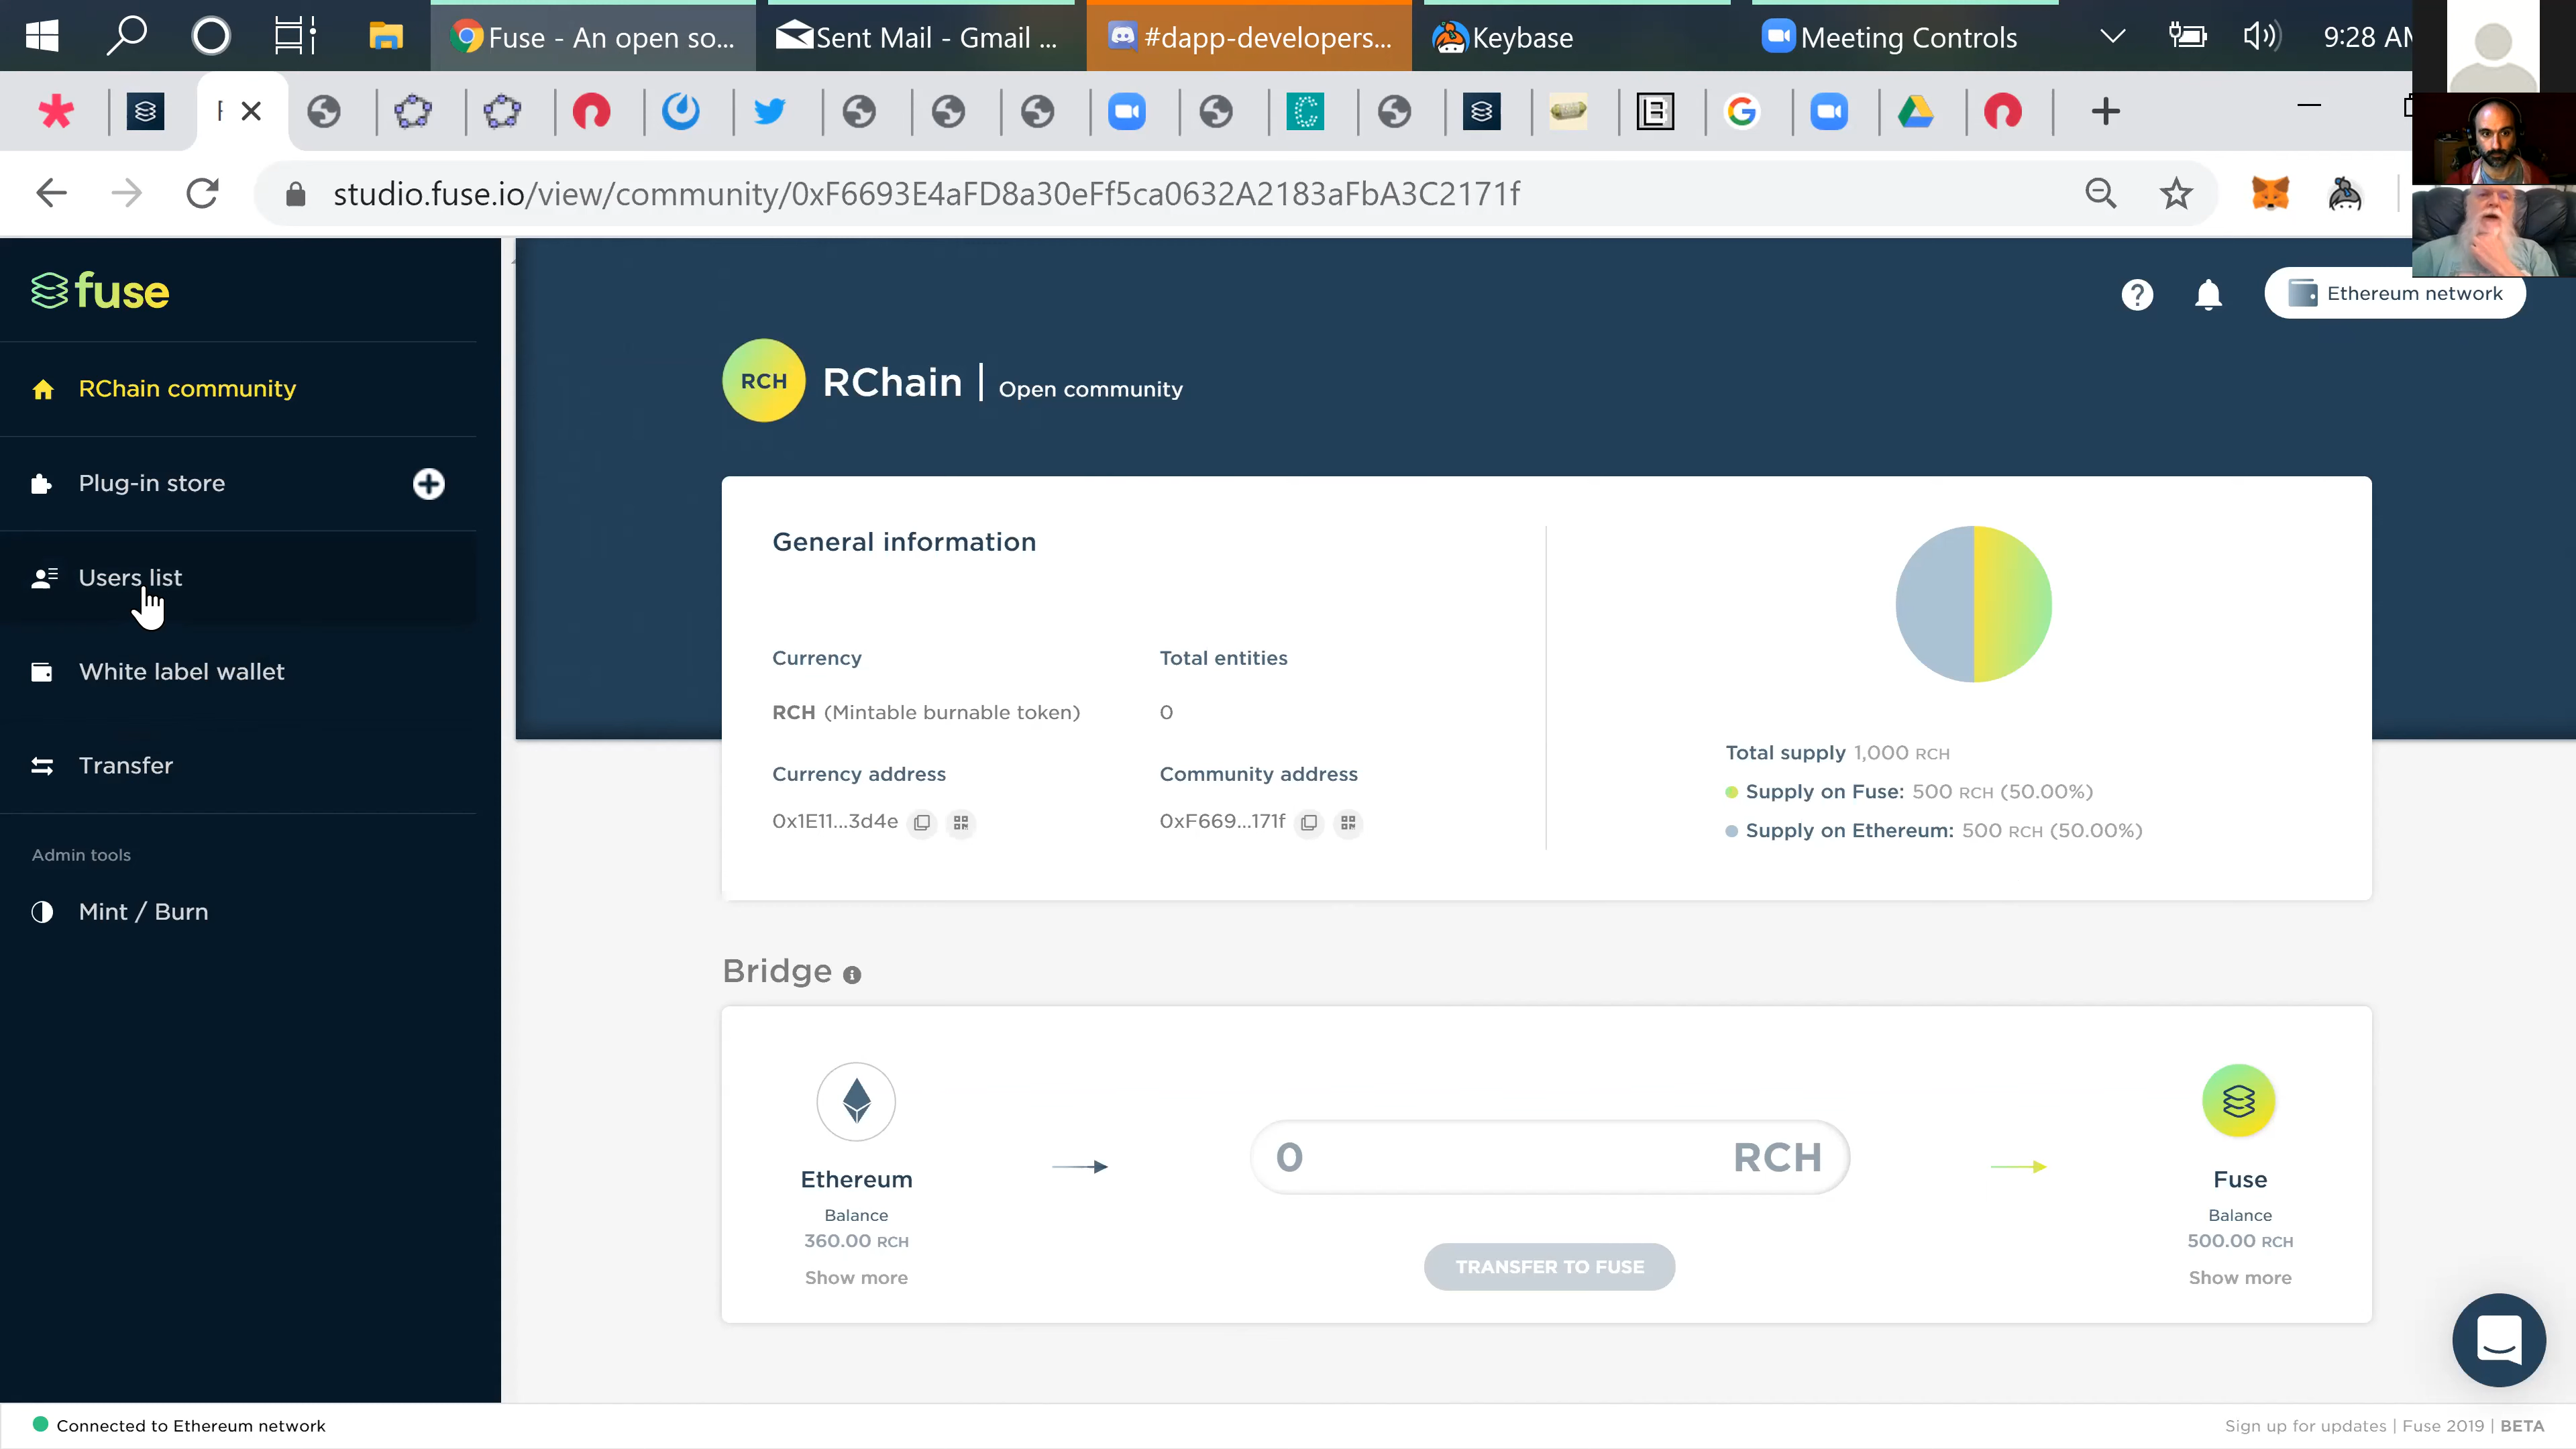 Fuse - An open so...
Sent Mail - Gmail ...
#dapp-developers...
Keybase
Meeting Controls
9:28 AM
studio.fuse.io/view/community/0xF6693E4aFD8a30eFf5ca0632A2183aFbA3C2171f
fuse
Ethereum network
RChain community
RCH
RChain | Open community
Plug-in store
Users list
White label wallet
Transfer
Admin tools
Mint / Burn
General information
Currency
Total entities
RCH (Mintable burnable token)
0
Currency address
Community address
0x1E11...3d4e
0xF669...171f
Total supply 1,000 RCH
Supply on Fuse: 500 RCH (50.00%)
Supply on Ethereum: 500 RCH (50.00%)
Bridge
Ethereum
Balance
360.00 RCH
Show more
0 RCH
TRANSFER TO FUSE
Fuse
Balance
500.00 RCH
Show more
Connected to Ethereum network
Sign up for updates | Fuse 2019 | BETA